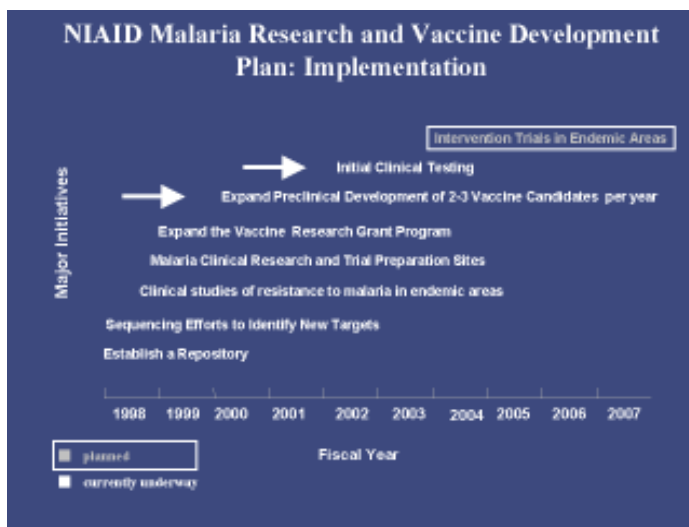 NIAID Malaria Research and Vaccine Development
Plan: Implementation
Intervention Trials in Endemic Areas
Initial Clinical Testing
Expand Preclinical Development of 2-3 Vaccine Candidates per year
Expand the Vaccine Research Grant Program
Malaria Clinical Research and Trial Preparation Sites
Clinical studies of resistance to malaria in endemic areas
Sequencing Efforts to Identify New Targets
Establish a Repository
Major Initiatives
1998 1999 2000 2001 2002 2003 2004 2005 2006 2007
Fiscal Year
planned
currently underway